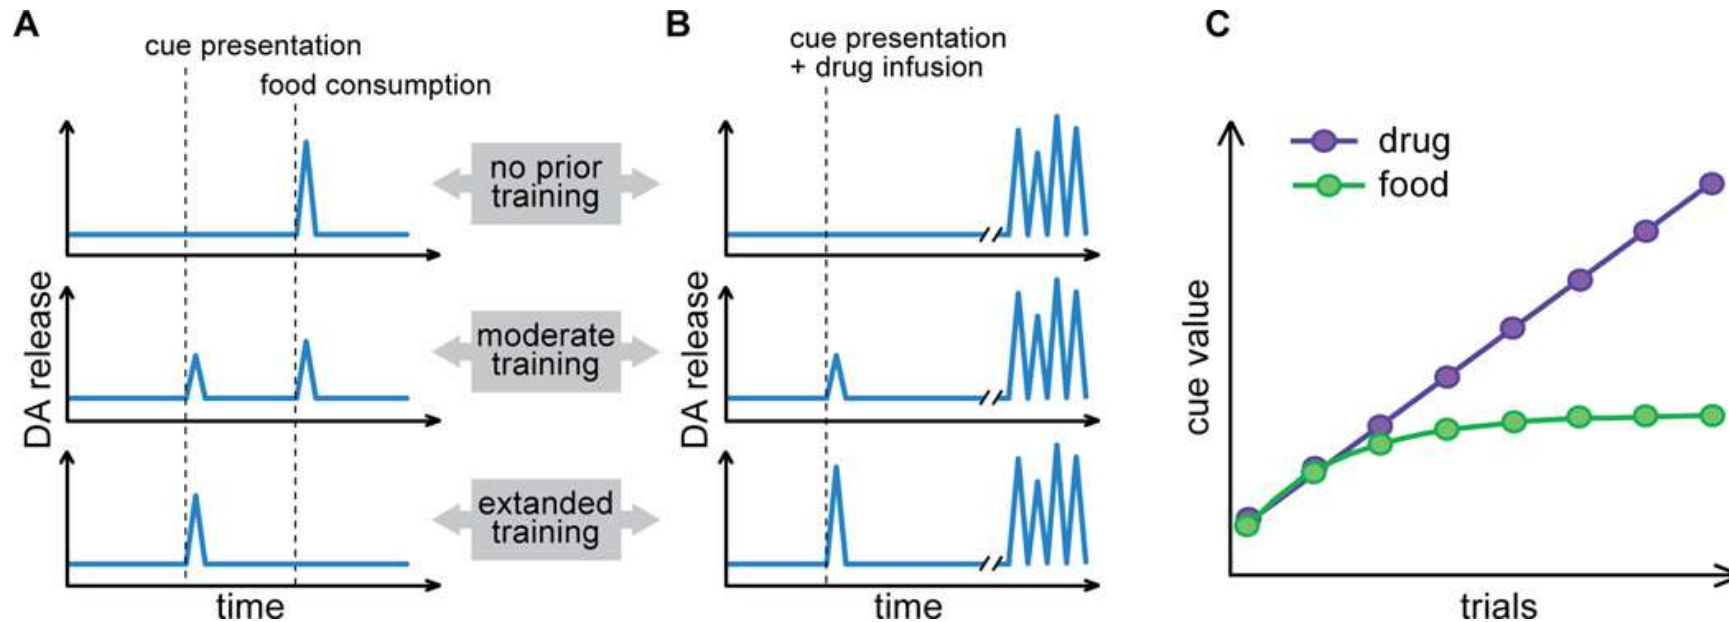 A
cue presentation
food consumption
DA release
time
no prior
training
moderate
training
extanded
training
B
cue presentation
+ drug infusion
DA release
time
C
drug
food
cue value
trials